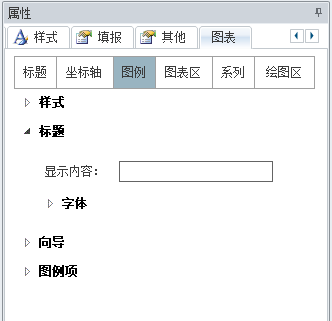 属性
样式 填报 其他 图表
标题 坐标轴 图例 图表区 系列 绘图区
样式
标题
显示内容：
字体
向导
图例项